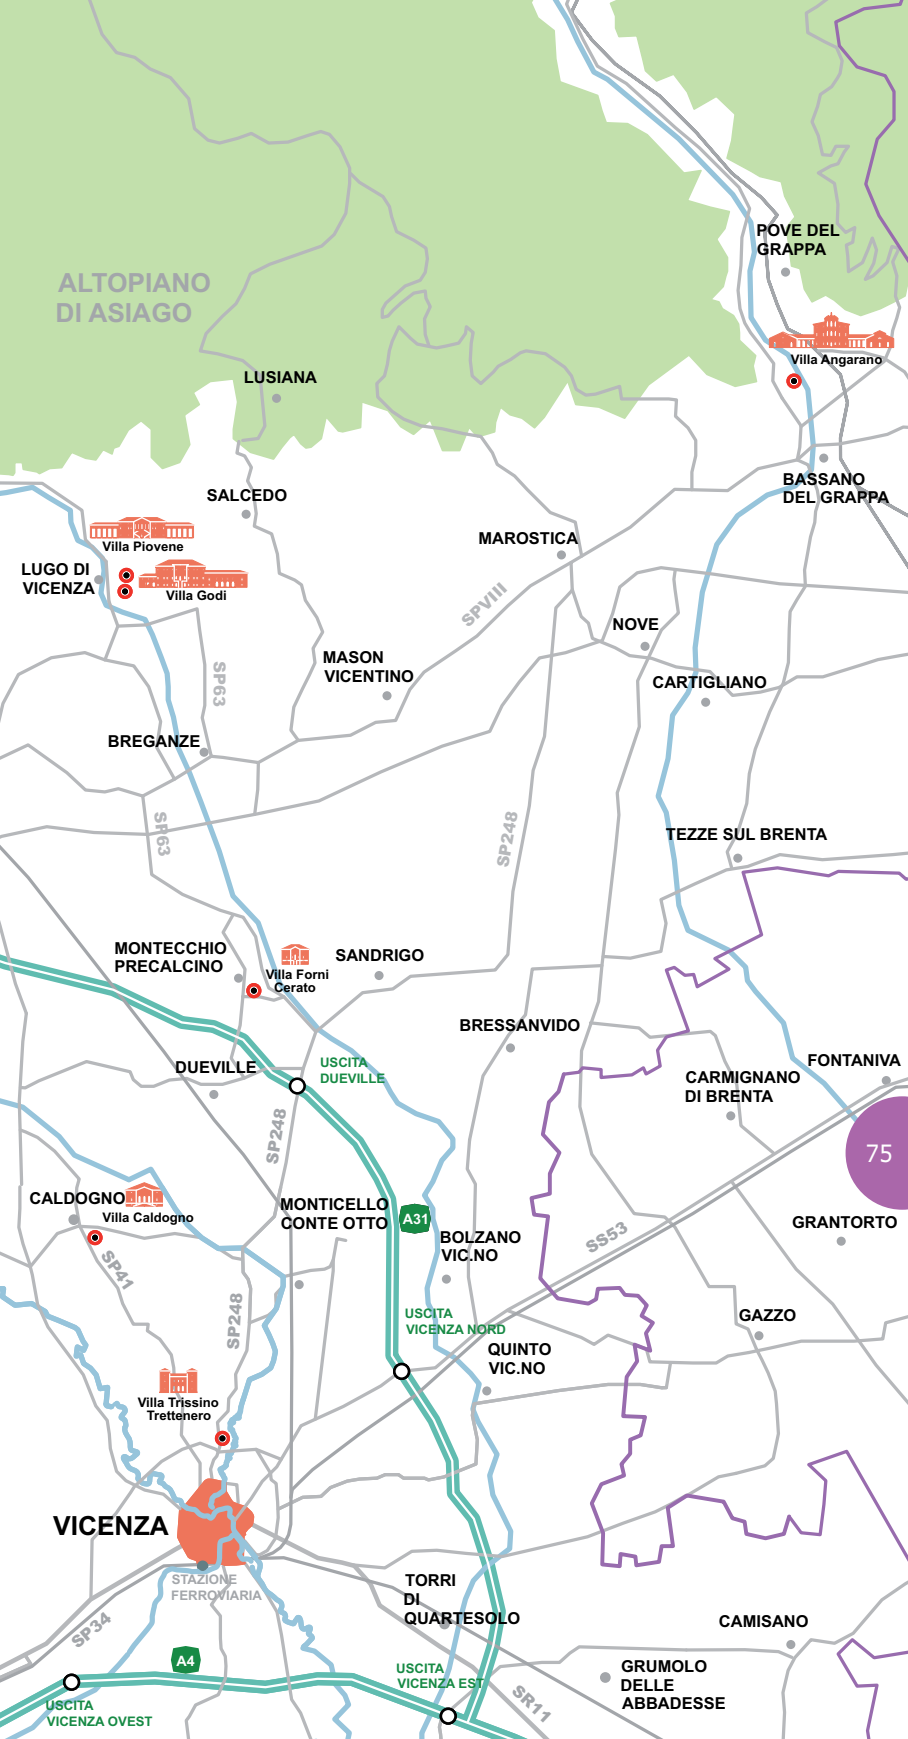 POVE DEL
GRAPPA
ALTOPIANO
DI ASIAGO
Villa Angarano
LUSIANA
BASSANO
DEL GRAPPA
SALCEDO
Villa Piovene
MAROSTICA
LUGO DI
VICENZA
Villa Godi
SPVIII
NOVE
MASON
VICENTINO
SP63
CARTIGLIANO
BREGANZE
SP63
SP248
TEZZE SUL BRENTA
MONTECCHIO
PRECALCINO
SANDRIGO
Villa Forni
Cerato
BRESSANVIDO
DUEVILLE
USCITA
DUEVILLE
FONTANIVA
CARMIGNANO
DI BRENTA
SP248
75
CALDOGNO
Villa Caldogno
MONTICELLO
CONTE OTTO
A31
BOLZANO
VIC.NO
SS53
GRANTORTO
SP41
SP248
USCITA
VICENZA NORD
GAZZO
QUINTO
VIC.NO
Villa Trissino
Trettenero
VICENZA
STAZIONE
FERROVIARIA
TORRI
DI
QUARTESOLO
SP34
CAMISANO
A4
USCITA
VICENZA EST
GRUMOLO
DELLE
ABBADESSE
SR11
USCITA
VICENZA OVEST